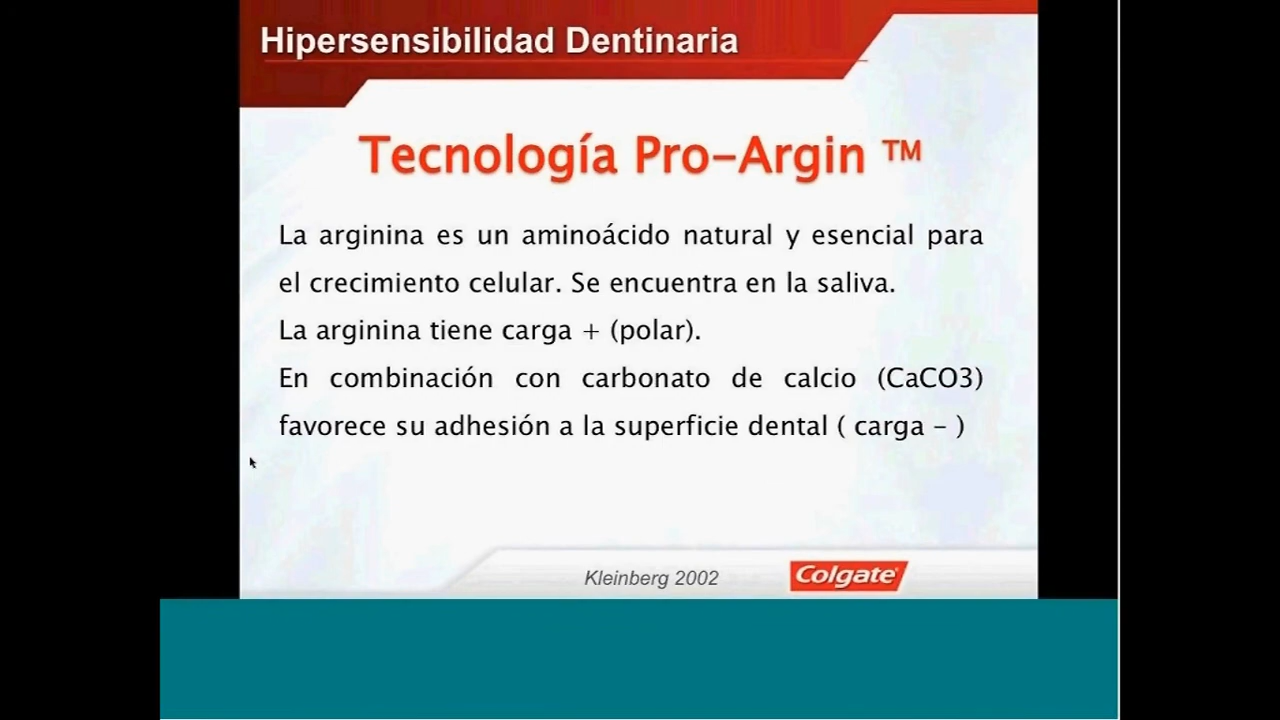 Hipersensibilidad Dentinaria
Tecnología Pro-Argin ™
La arginina es un aminoácido natural y esencial para
el crecimiento celular. Se encuentra en la saliva.
La arginina tiene carga + (polar).
En combinación con carbonato de calcio (CaCO3)
favorece su adhesión a la superficie dental ( carga - )
Kleinberg 2002
Colgate®